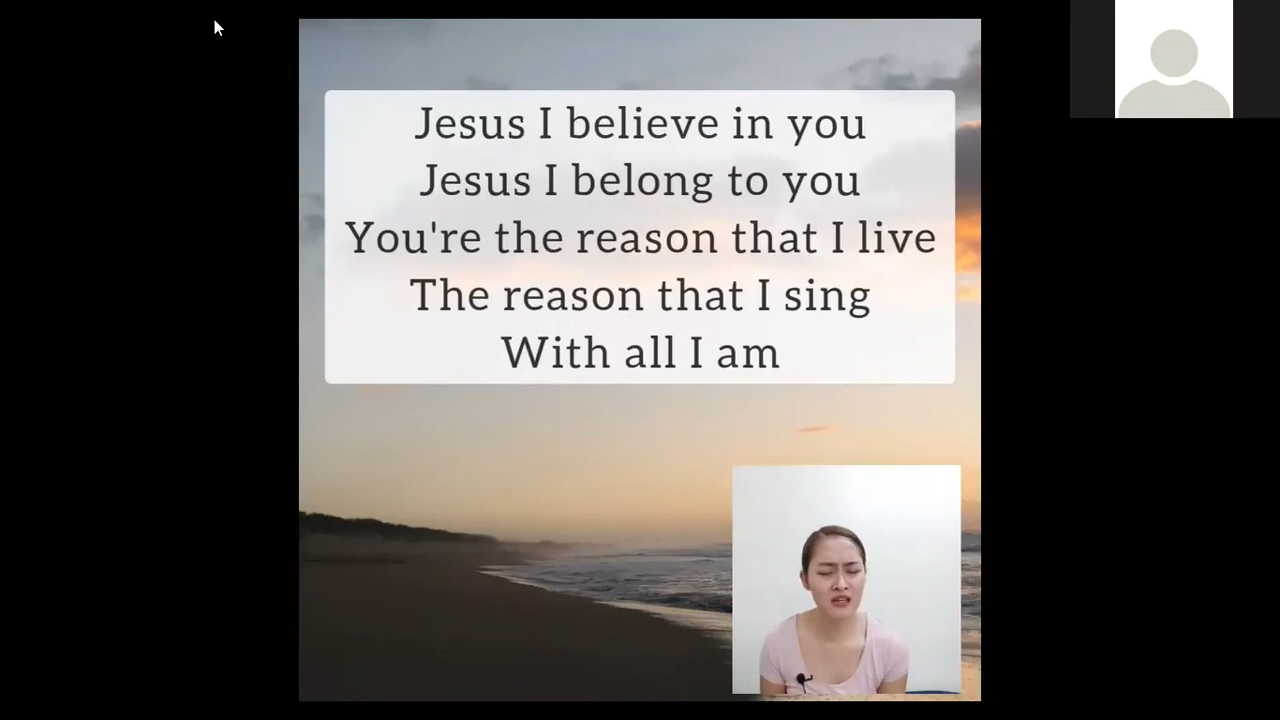 Jesus I believe in you
Jesus I belong to you
You're the reason that I live
The reason that I sing
With all I am